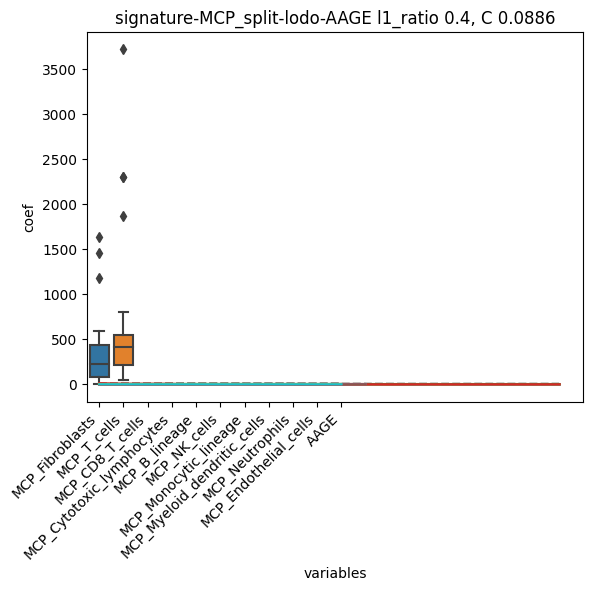 signature-MCP_split-lodo-AAGE l1_ratio 0.4, C 0.0886
3500
3000
2500
2000
1500
1000
500
0
coef
MCP_Fibroblasts
MCP_T_cells
MCP_CD8_T_cells
MCP_Cytotoxic_lymphocytes
MCP_B_lineage
MCP_NK_cells
MCP_Monocytic_lineage
MCP_Myeloid_dendritic_cells
MCP_Neutrophils
MCP_Endothelial_cells
AAGE
variables